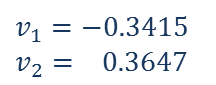 v₁ = −0.3415
v₂ = 0.3647